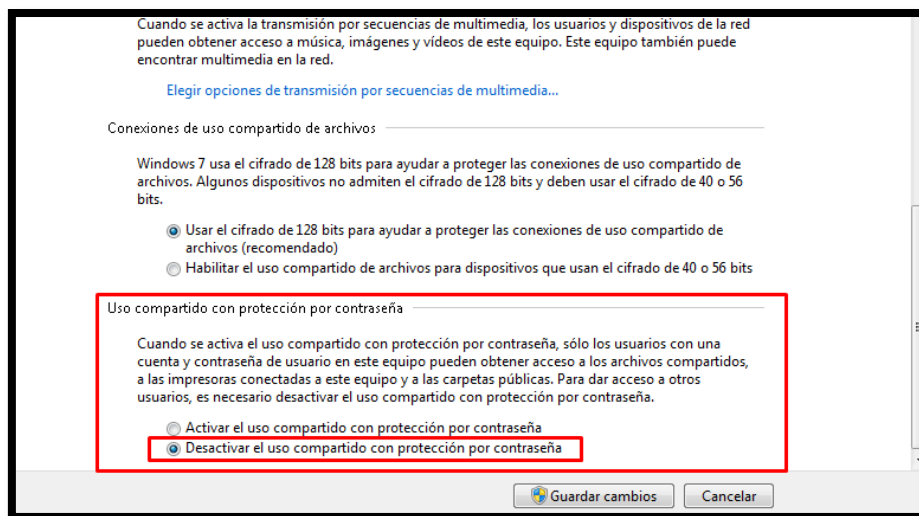 Cuando se activa la transmisión por secuencias de multimedia, los usuarios y dispositivos de la red
pueden obtener acceso a música, imágenes y vídeos de este equipo. Este equipo también puede
encontrar multimedia en la red.
Elegir opciones de transmisión por secuencias de multimedia...
Conexiones de uso compartido de archivos
Windows 7 usa el cifrado de 128 bits para ayudar a proteger las conexiones de uso compartido de
archivos. Algunos dispositivos no admiten el cifrado de 128 bits y deben usar el cifrado de 40 o 56
bits.
Usar el cifrado de 128 bits para ayudar a proteger las conexiones de uso compartido de
archivos (recomendado)
Habilitar el uso compartido de archivos para dispositivos que usan el cifrado de 40 o 56 bits
Uso compartido con protección por contraseña
Cuando se activa el uso compartido con protección por contraseña, sólo los usuarios con una
cuenta y contraseña de usuario en este equipo pueden obtener acceso a los archivos compartidos,
a las impresoras conectadas a este equipo y a las carpetas públicas. Para dar acceso a otros
usuarios, es necesario desactivar el uso compartido con protección por contraseña.
Activar el uso compartido con protección por contraseña
Desactivar el uso compartido con protección por contraseña
Guardar cambios Cancelar